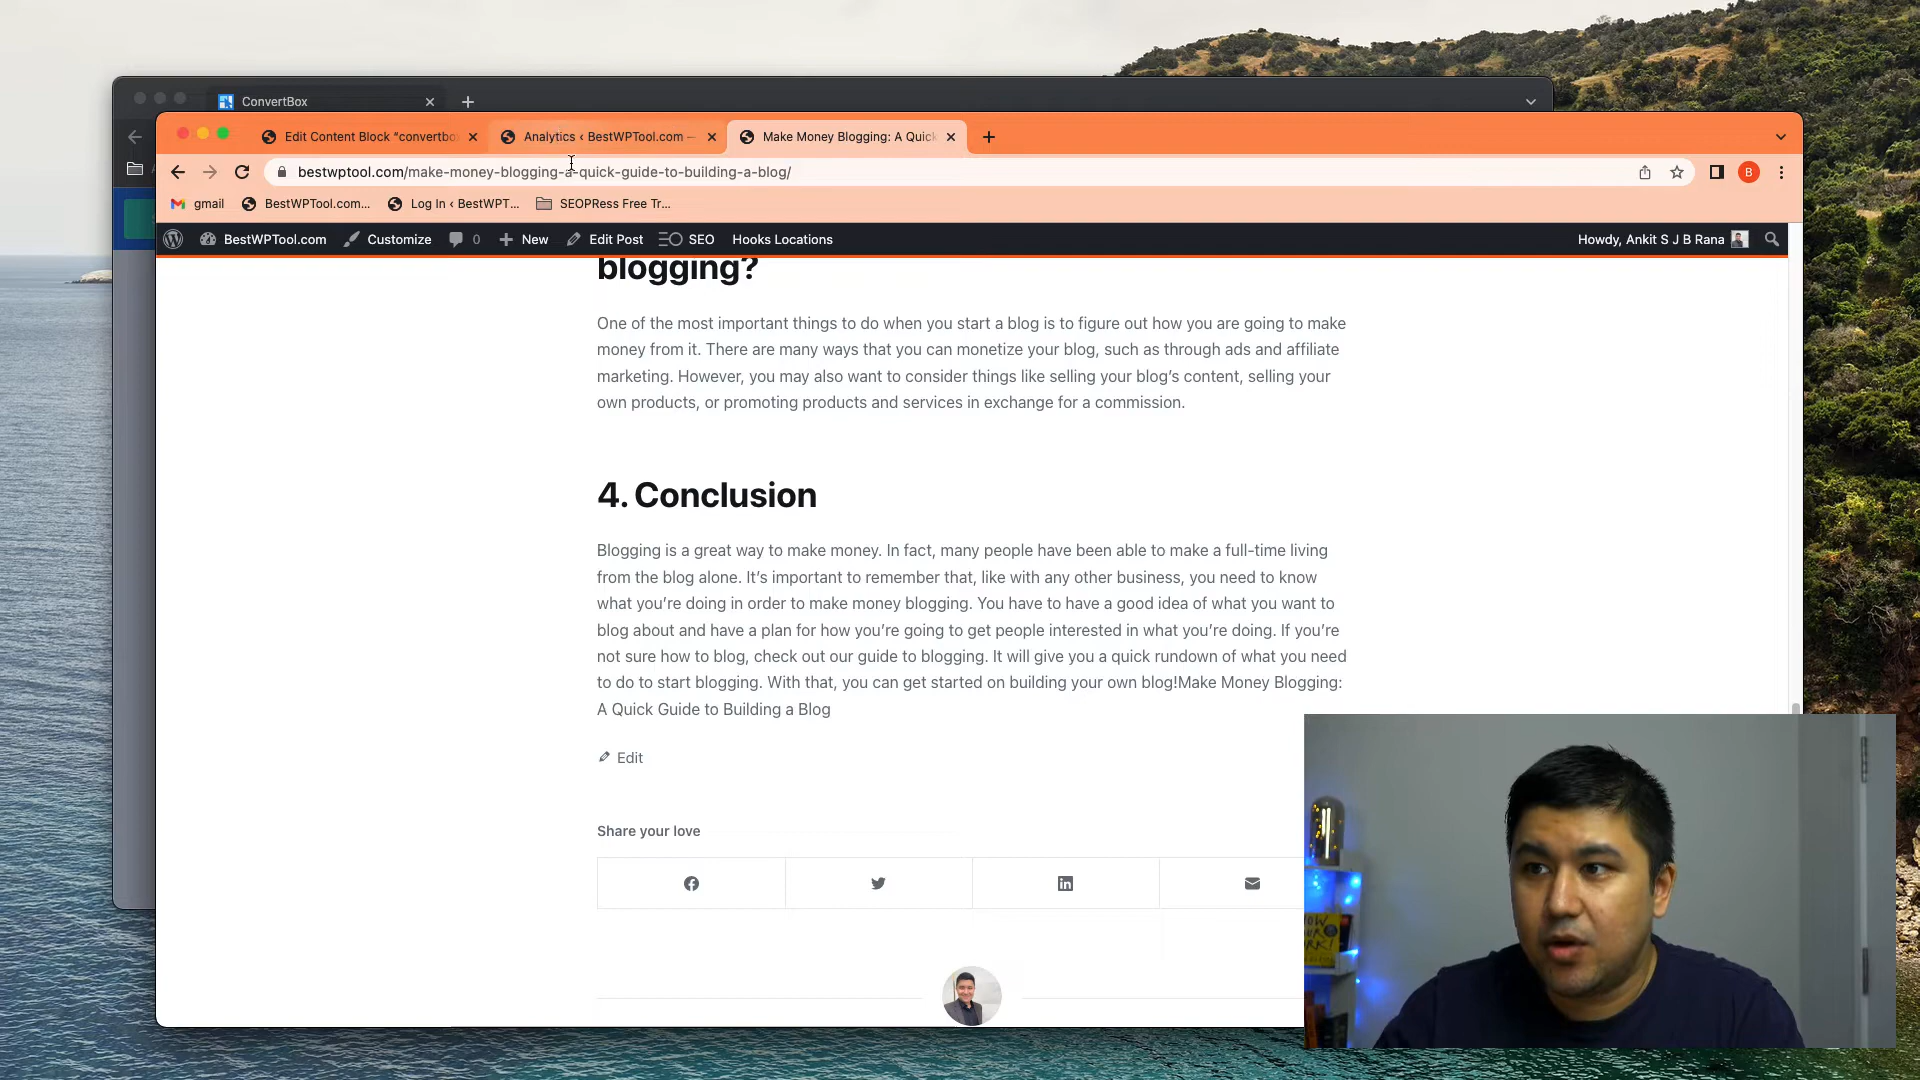 ConvertBox
Edit Content Block “convertbo
Analytics ‹ BestWPTool.com —
Make Money Blogging: A Quick
bestwptool.com/make-money-blogging-a-quick-guide-to-building-a-blog/
B
gmail
BestWPTool.com...
Log In ‹ BestWPT...
SEOPRess Free Tr...
BestWPTool.com
Customize
0
New
Edit Post
SEO
Hooks Locations
Howdy, Ankit S J B Rana
blogging?
One of the most important things to do when you start a blog is to figure out how you are going to make
money from it. There are many ways that you can monetize your blog, such as through ads and affiliate
marketing. However, you may also want to consider things like selling your blog’s content, selling your
own products, or promoting products and services in exchange for a commission.
4. Conclusion
Blogging is a great way to make money. In fact, many people have been able to make a full-time living
from the blog alone. It’s important to remember that, like with any other business, you need to know
what you’re doing in order to make money blogging. You have to have a good idea of what you want to
blog about and have a plan for how you’re going to get people interested in what you’re doing. If you’re
not sure how to blog, check out our guide to blogging. It will give you a quick rundown of what you need
to do to start blogging. With that, you can get started on building your own blog!Make Money Blogging:
A Quick Guide to Building a Blog
Edit
Share your love